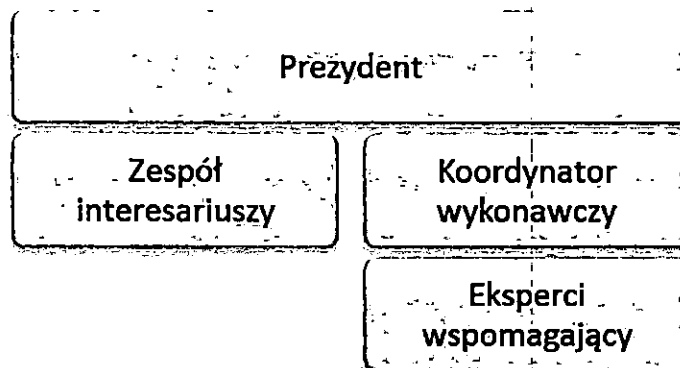 Prezydent
Zespół
interesariuszy
Koordynator
wykonawczy
Eksperci
wspomagający